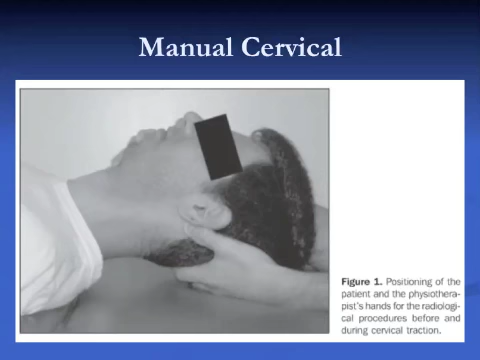 Manual Cervical
Figure 1. Positioning of the
patient and the physiothera-
pist's hands for the radiologi-
cal procedures before and
during cervical traction.